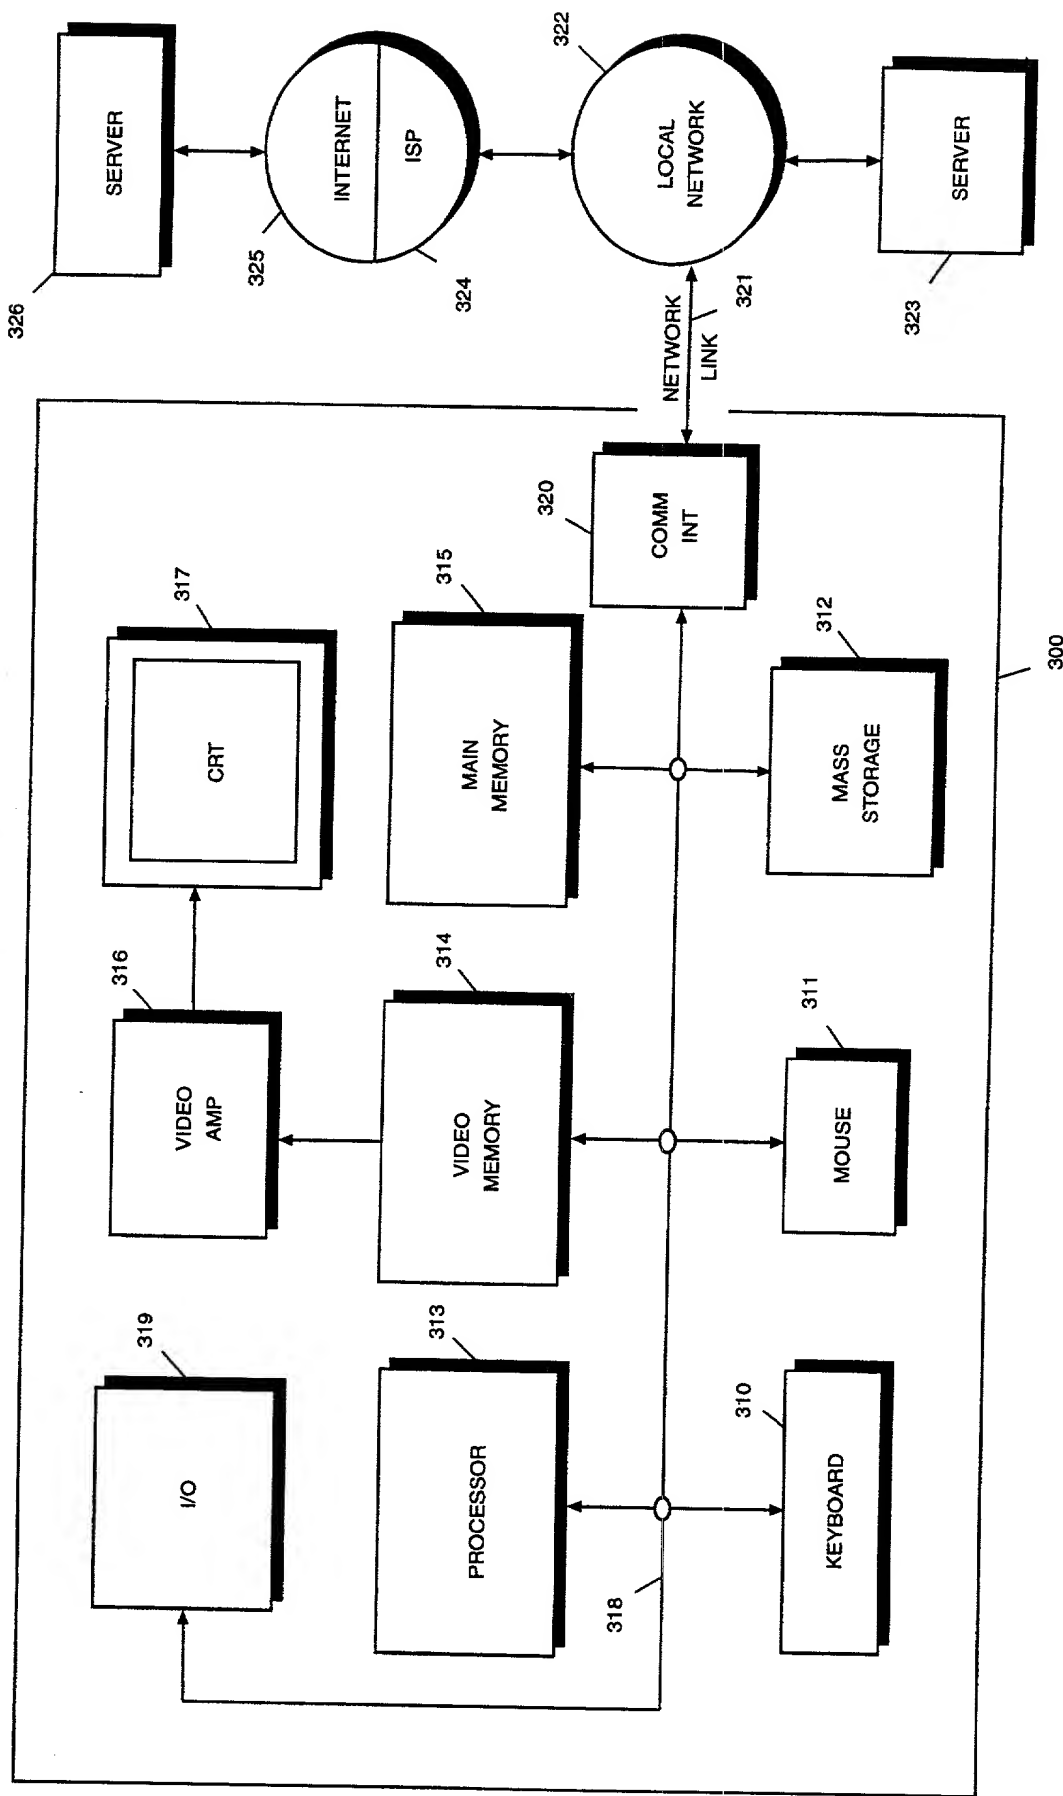 319
I/O
316
VIDEO
AMP
317
CRT
326
SERVER
325
INTERNET
ISP
324
313
PROCESSOR
314
VIDEO
MEMORY
315
MAIN
MEMORY
320
COMM
INT
NETWORK
LINK
321
322
LOCAL
NETWORK
318
310
KEYBOARD
311
MOUSE
312
MASS
STORAGE
323
SERVER
300